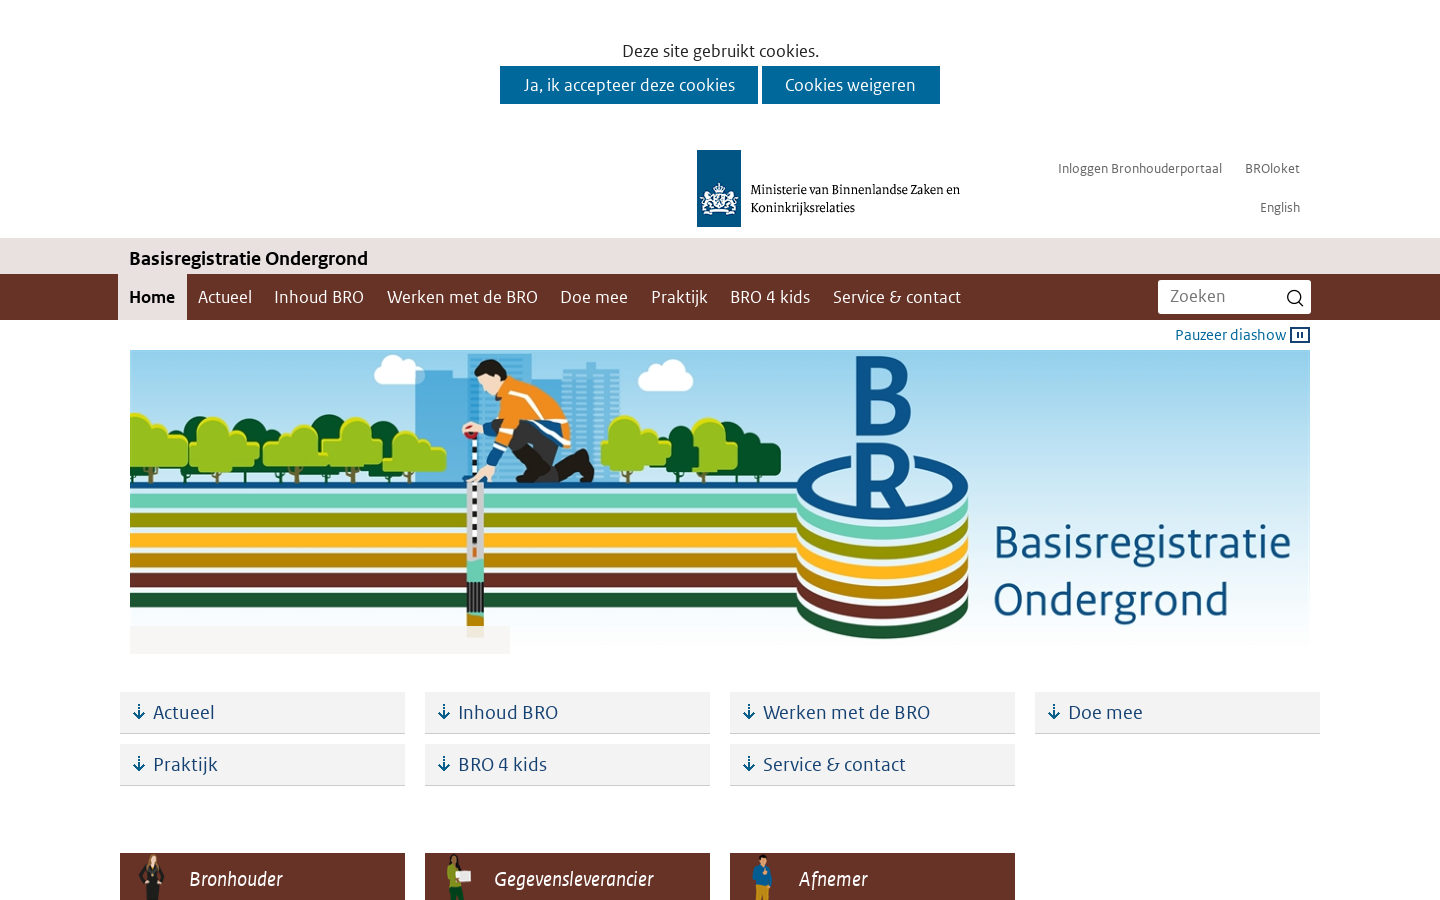 Deze site gebruikt cookies.
Ja, ik accepteer deze cookies
Cookies weigeren
Ministerie van Binnenlandse Zaken en
Koninkrijksrelaties
Inloggen Bronhouderportaal
BROloket
English
Basisregistratie Ondergrond
Home
Actueel
Inhoud BRO
Werken met de BRO
Doe mee
Praktijk
BRO 4 kids
Service & contact
Zoeken
Pauzeer diashow
B
R
Basisregistratie
Ondergrond
Actueel
Inhoud BRO
Werken met de BRO
Doe mee
Praktijk
BRO 4 kids
Service & contact
Bronhouder
Gegevensleverancier
Afnemer